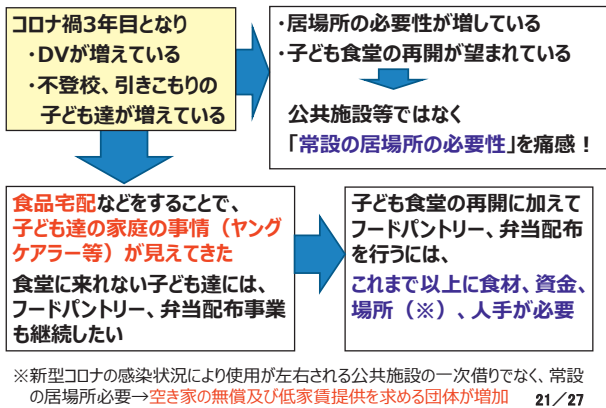 コロナ禍3年目となり
・DVが増えている
・不登校、引きこもりの
子ども達が増えている
・居場所の必要性が増している
・子ども食堂の再開が望まれている
公共施設等ではなく
「常設の居場所の必要性」を痛感！
食品宅配などをすることで、
子ども達の家庭の事情（ヤング
ケアラー等）が見えてきた
食堂に来れない子ども達には、
フードパントリー、弁当配布事業
も継続したい
子ども食堂の再開に加えて
フードパントリー、弁当配布
を行うには、
これまで以上に食材、資金、
場所（※）、人手が必要
※新型コロナの感染状況により使用が左右される公共施設の一次借りでなく、常設
の居場所必要→空き家の無償及び低家賃提供を求める団体が増加
21／27